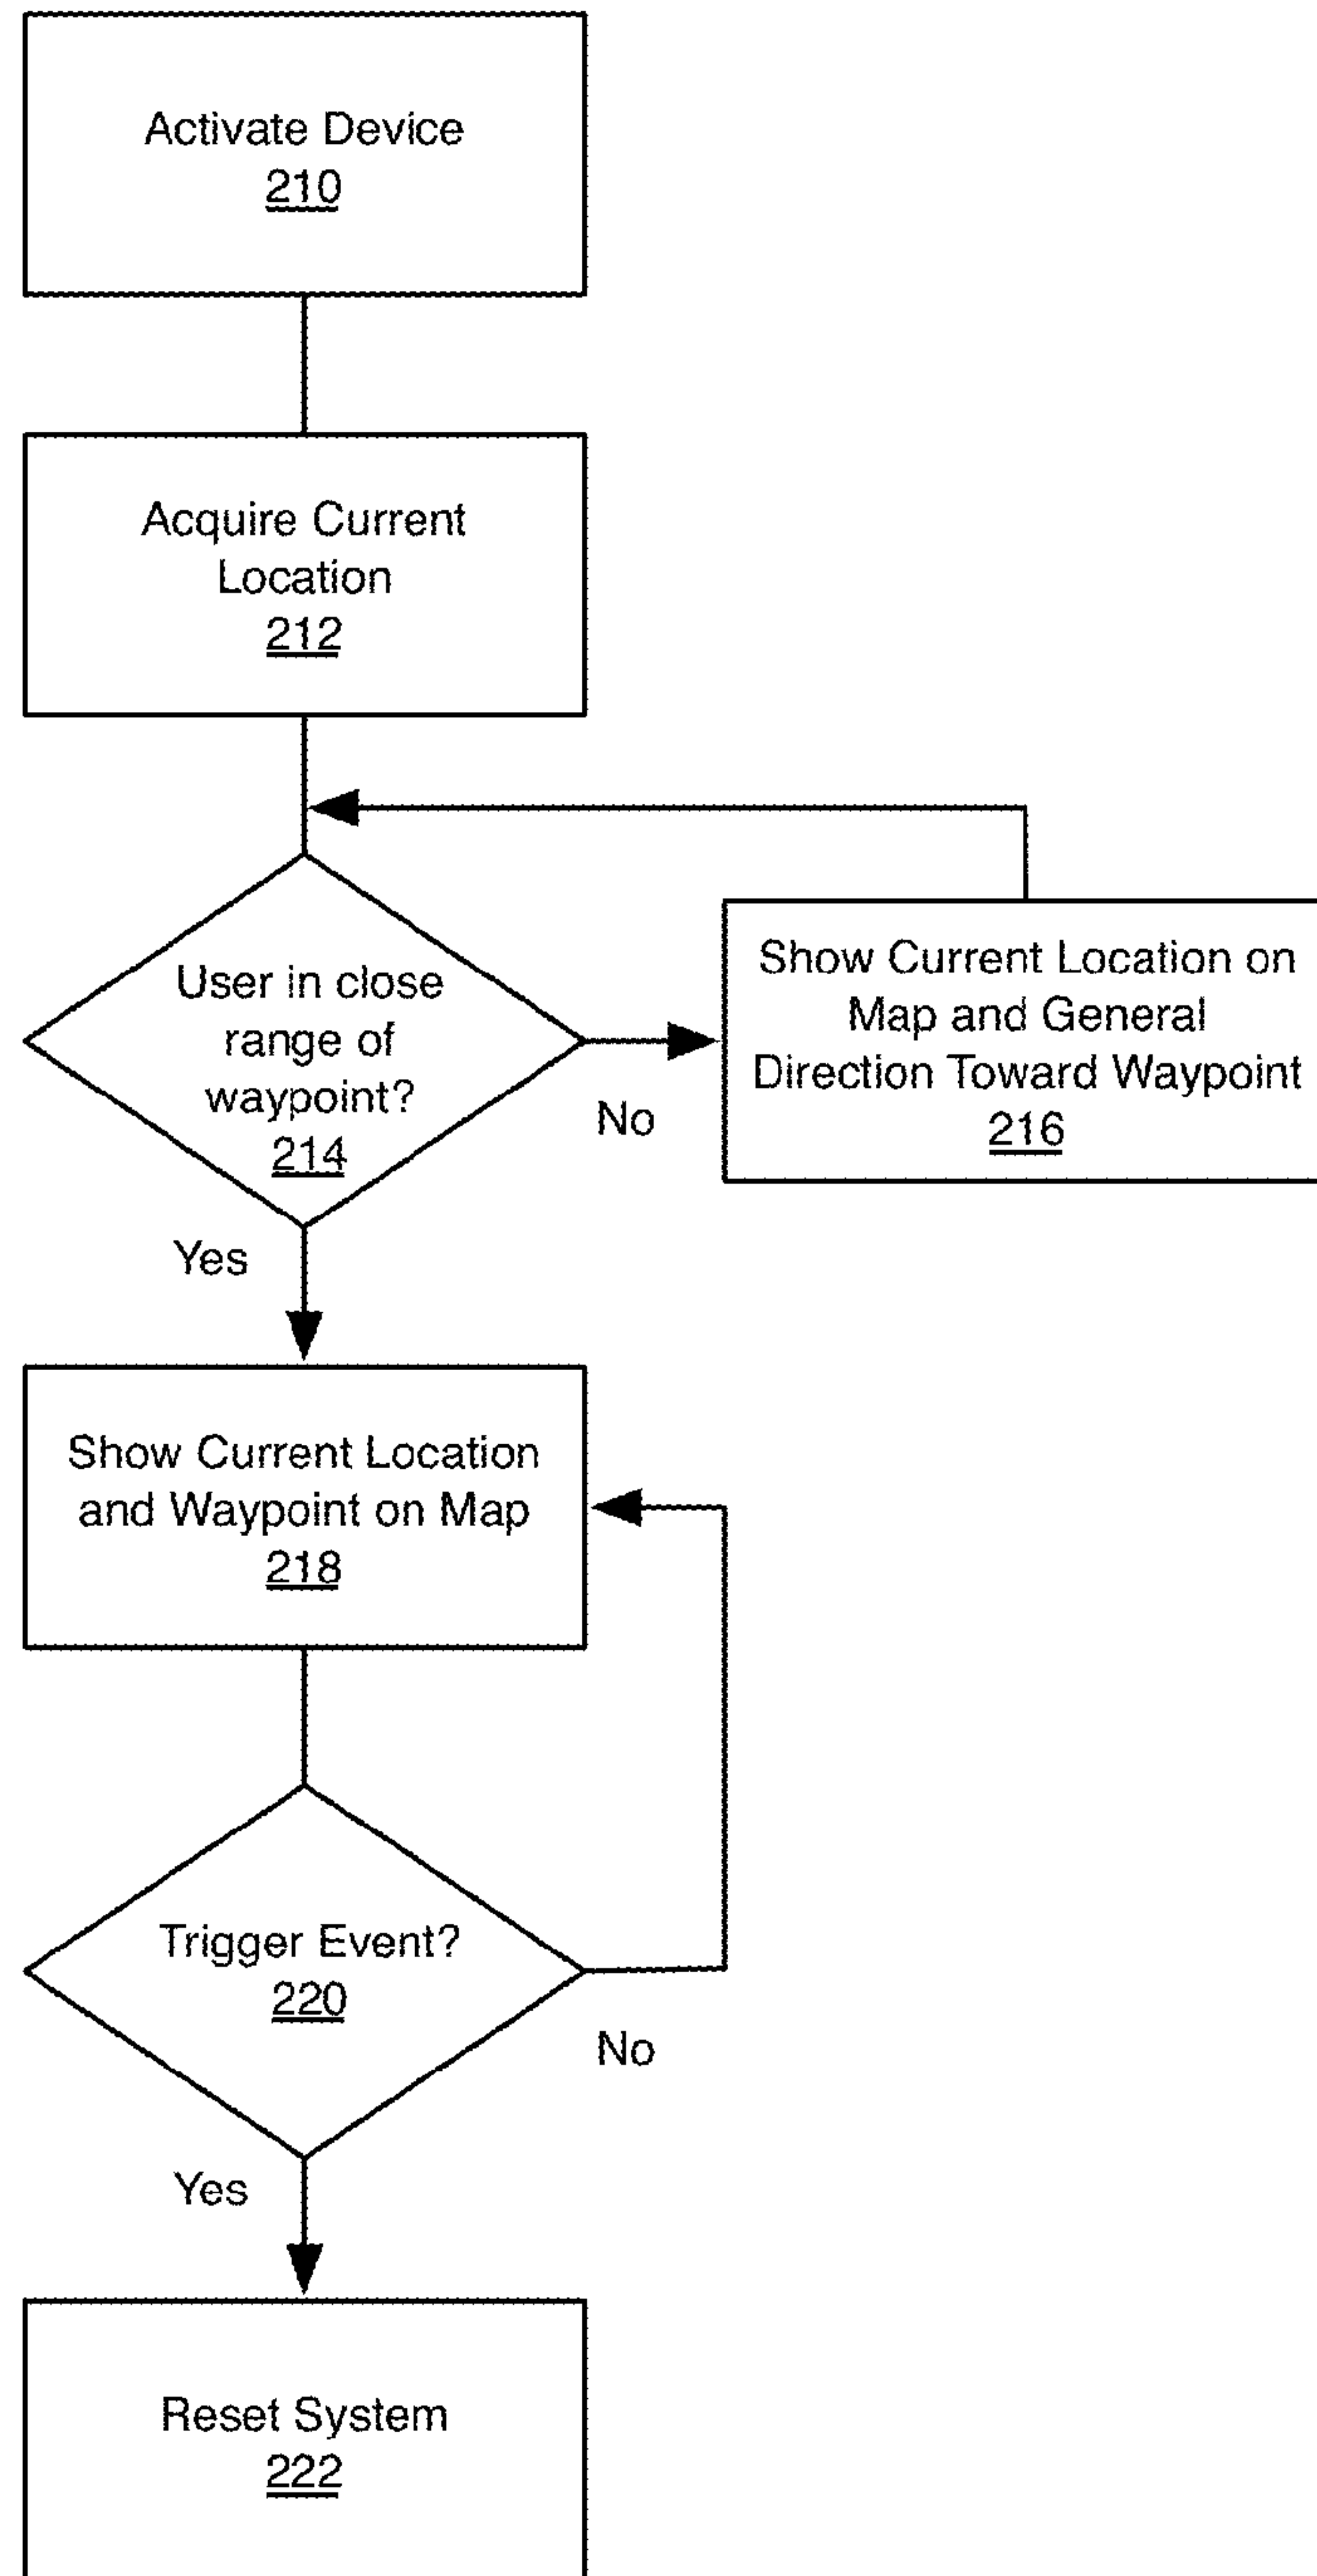 Activate Device
210
Acquire Current
Location
212
User in close
range of
waypoint?
214
No
Show Current Location on
Map and General
Direction Toward Waypoint
216
Yes
Show Current Location
and Waypoint on Map
218
Trigger Event?
220
No
Yes
Reset System
222